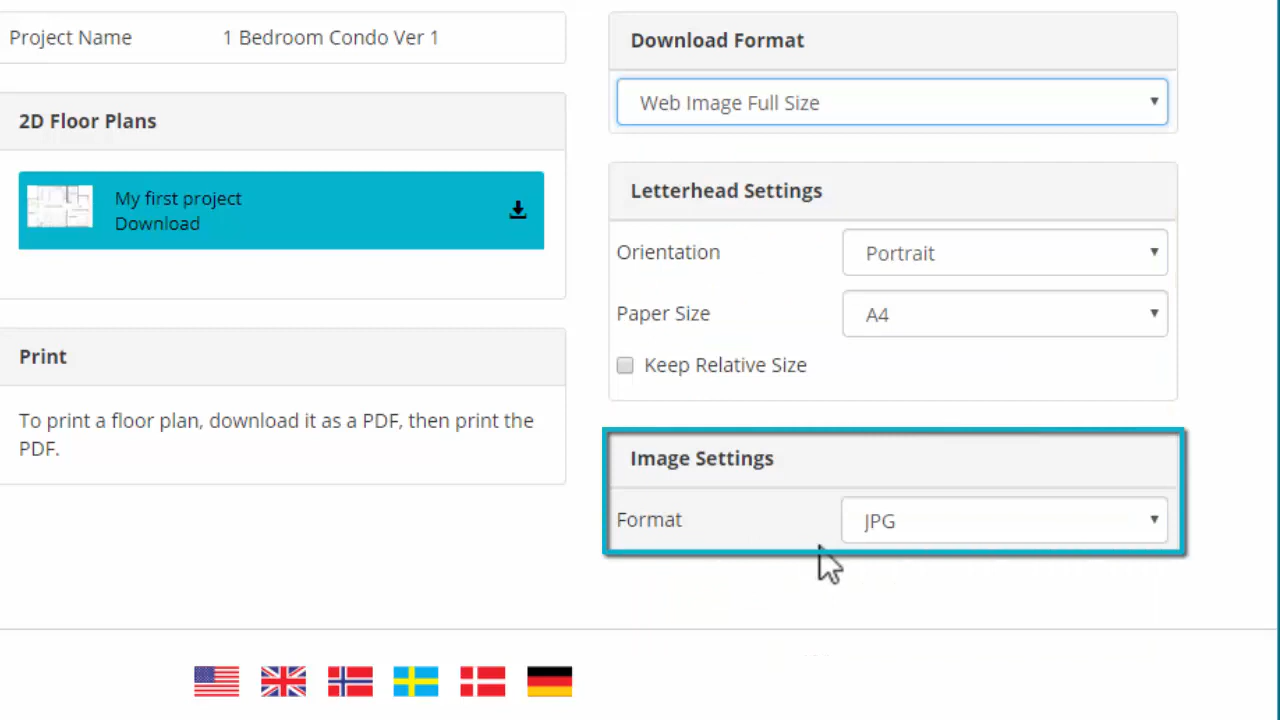 Project Name 1 Bedroom Condo Ver 1
2D Floor Plans
My first project
Download
Print
To print a floor plan, download it as a PDF, then print the
PDF.
Download Format
Web Image Full Size
Letterhead Settings
Orientation Portrait
Paper Size A4
Keep Relative Size
Image Settings
Format JPG